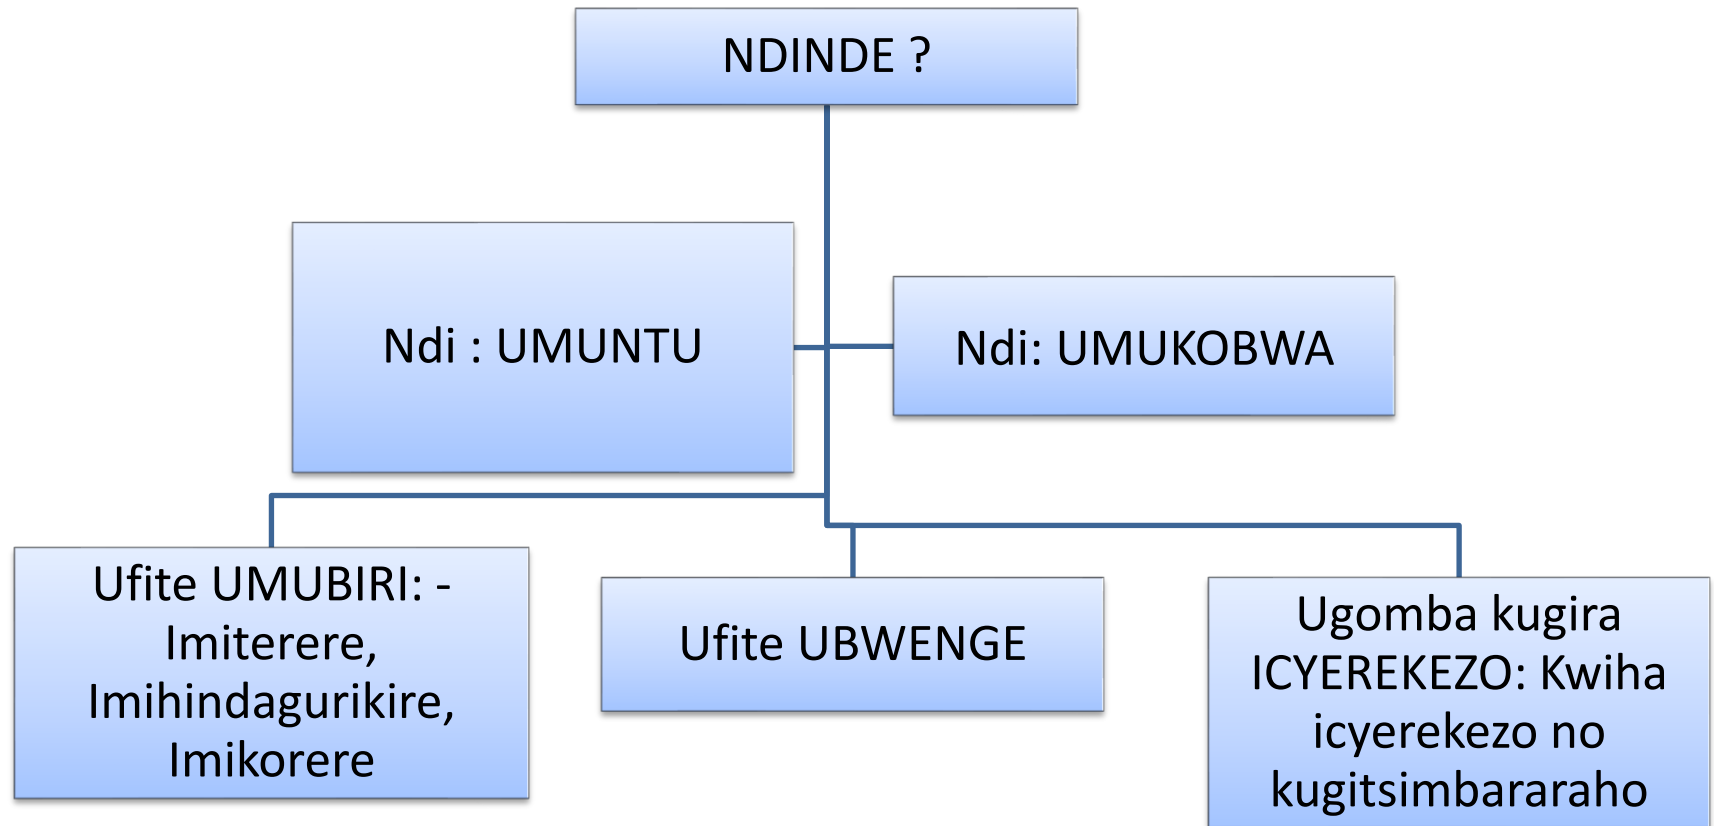 NDINDE ?
Ndi : UMUNTU
Ndi: UMUKOBWA
Ufite UMUBIRI: -
Imiterere,
Imihindagurikire,
Imikorere
Ufite UBWENGE
Ugomba kugira
ICYEREKEZO: Kwiha
icyerekezo no
kugitsimbararaho